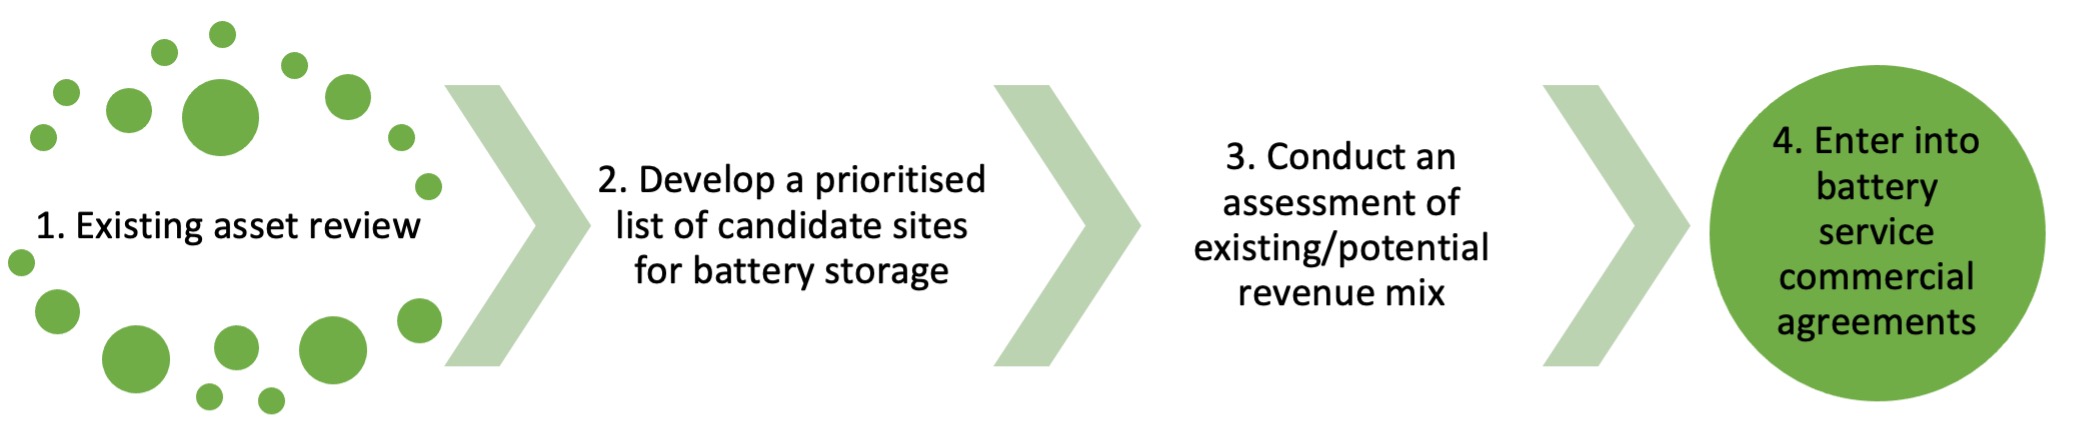 1. Existing asset review
2. Develop a prioritised
list of candidate sites
for battery storage
3. Conduct an
assessment of
existing/potential
revenue mix
4. Enter into
battery
service
commercial
agreements